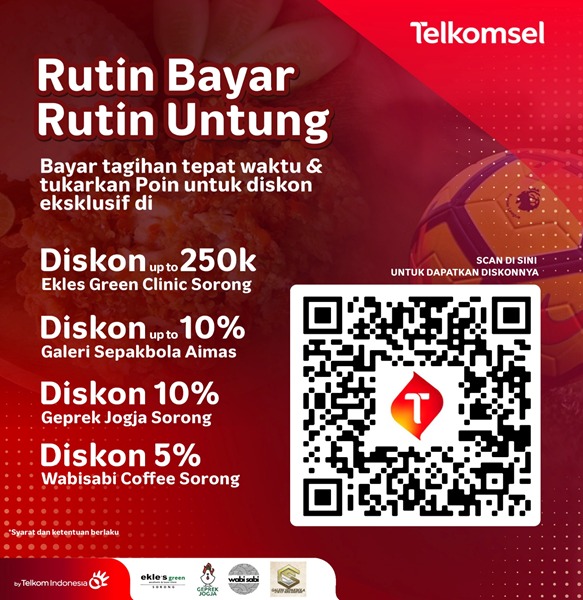 Telkomsel
Rutin Bayar
Rutin Untung
Bayar tagihan tepat waktu &
tukarkan Poin untuk diskon
eksklusif di
Diskon up to 250k
Ekles Green Clinic Sorong
Diskon up to 10%
Galeri Sepakbola Aimas
Diskon 10%
Geprek Jogja Sorong
Diskon 5%
Wabisabi Coffee Sorong
SCAN DI SINI
UNTUK DAPATKAN DISKONNYA
*Syarat dan ketentuan berlaku
by Telkom Indonesia
ekle's green
SORONG
GEPREK
JOGJA
wabi sabi